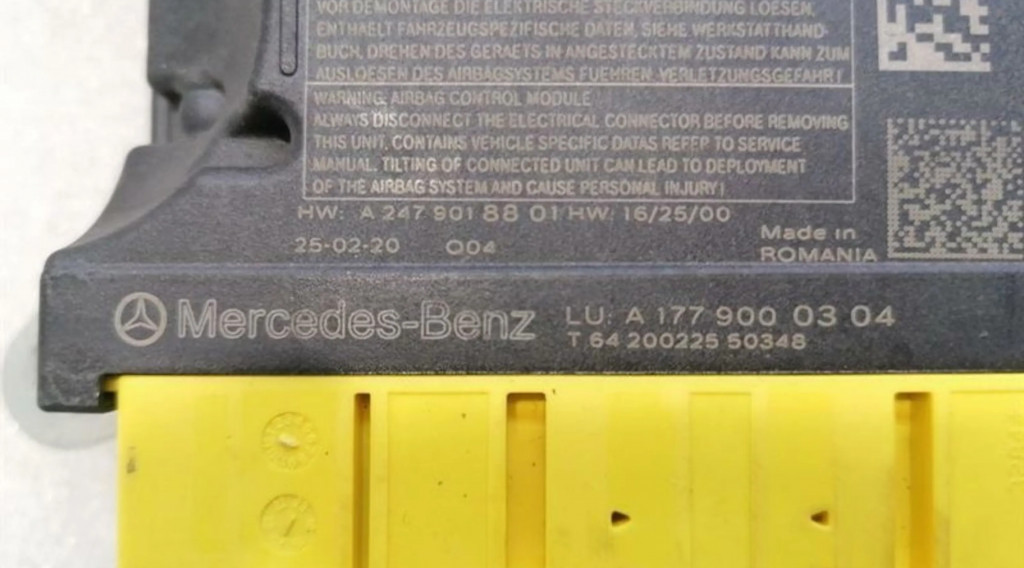 VOR DEMONTAGE DIE ELEKTRISCHE STECKVERBINDUNG LOESEN.
ENTHAELT FAHRZEUGSPEZIFISCHE DATEN, SIEHE WERKSTATTHAND-
BUCH, DREHEN DES GERAETS IN ANGESTECKTEM ZUSTAND KANN ZUM
AUSLOESEN DES AIRBAGSYSTEMS FUEHREN. VERLETZUNGSGEFAHR!
WARNING: AIRBAG CONTROL MODULE
ALWAYS DISCONNECT THE ELECTRICAL CONNECTOR BEFORE REMOVING
THIS UNIT, CONTAINS VEHICLE SPECIFIC DATAS REFER TO SERVICE
MANUAL. TILTING OF CONNECTED UNIT CAN LEAD TO DEPLOYMENT
OF THE AIRBAG SYSTEM AND CAUSE PERSONAL INJURY!
HW: A 247 901 88 01 HW: 16/25/00
25-02-20 004
Made in
ROMANIA
Mercedes-Benz
LU: A 177 900 03 04
T 64 200225 50348